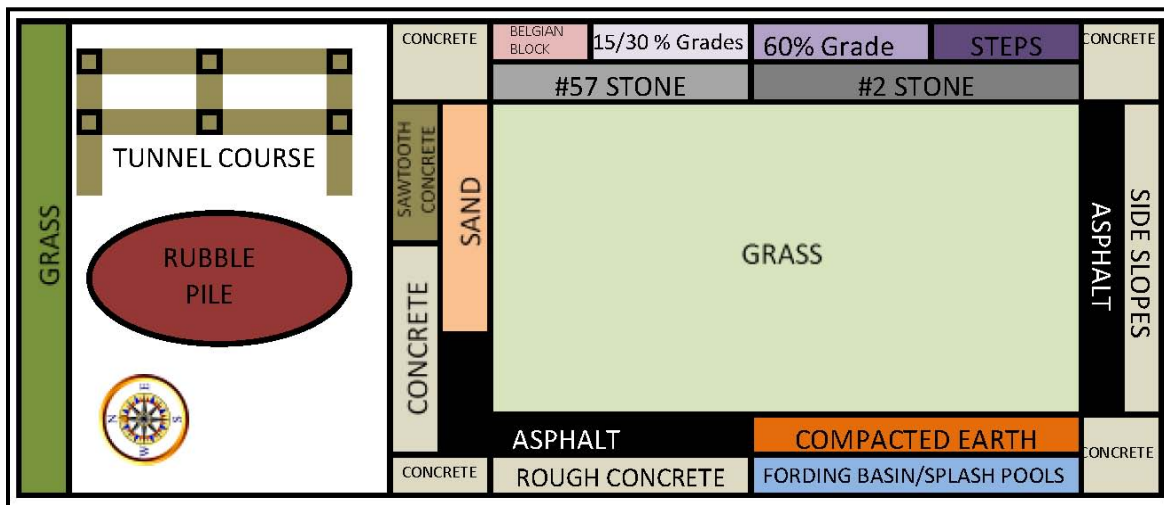 CONCRETE
BELGIAN
BLOCK
15/30 % Grades
60% Grade
STEPS
CONCRETE
#57 STONE
#2 STONE
TUNNEL COURSE
SAWTOOTH
CONCRETE
SAND
GRASS
RUBBLE
PILE
GRASS
ASPHALT
SIDE SLOPES
CONCRETE
E
N
S
W
ASPHALT
COMPACTED EARTH
CONCRETE
CONCRETE
ROUGH CONCRETE
FORDING BASIN/SPLASH POOLS